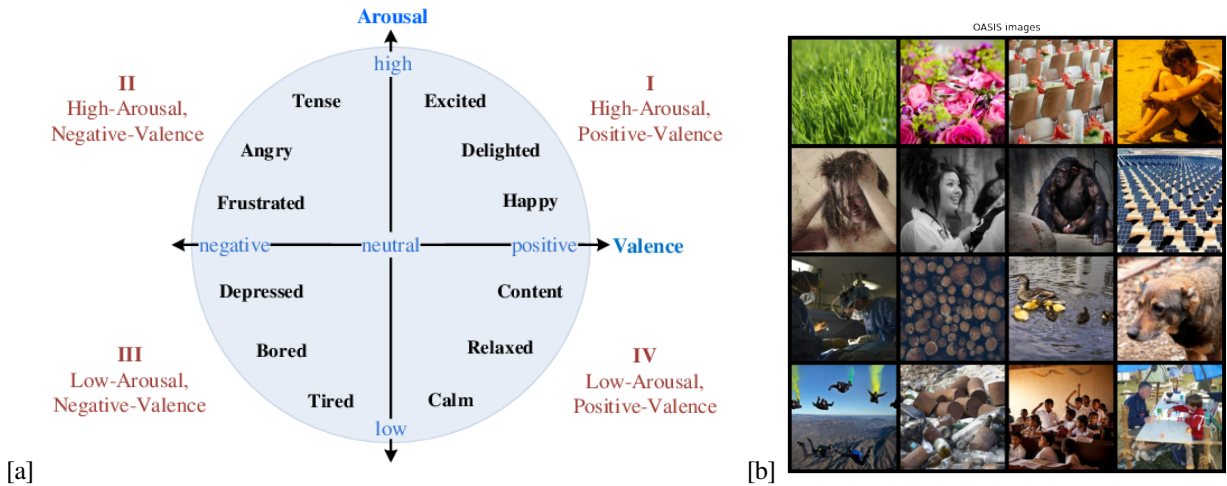 Arousal
high
II
High-Arousal,
Negative-Valence
I
High-Arousal,
Positive-Valence
Tense
Excited
Angry
Delighted
Frustrated
Happy
negative
neutral
positive
Valence
Depressed
Content
Bored
Relaxed
III
Low-Arousal,
Negative-Valence
IV
Low-Arousal,
Positive-Valence
Tired
Calm
low
[a]
OASIS images
[b]